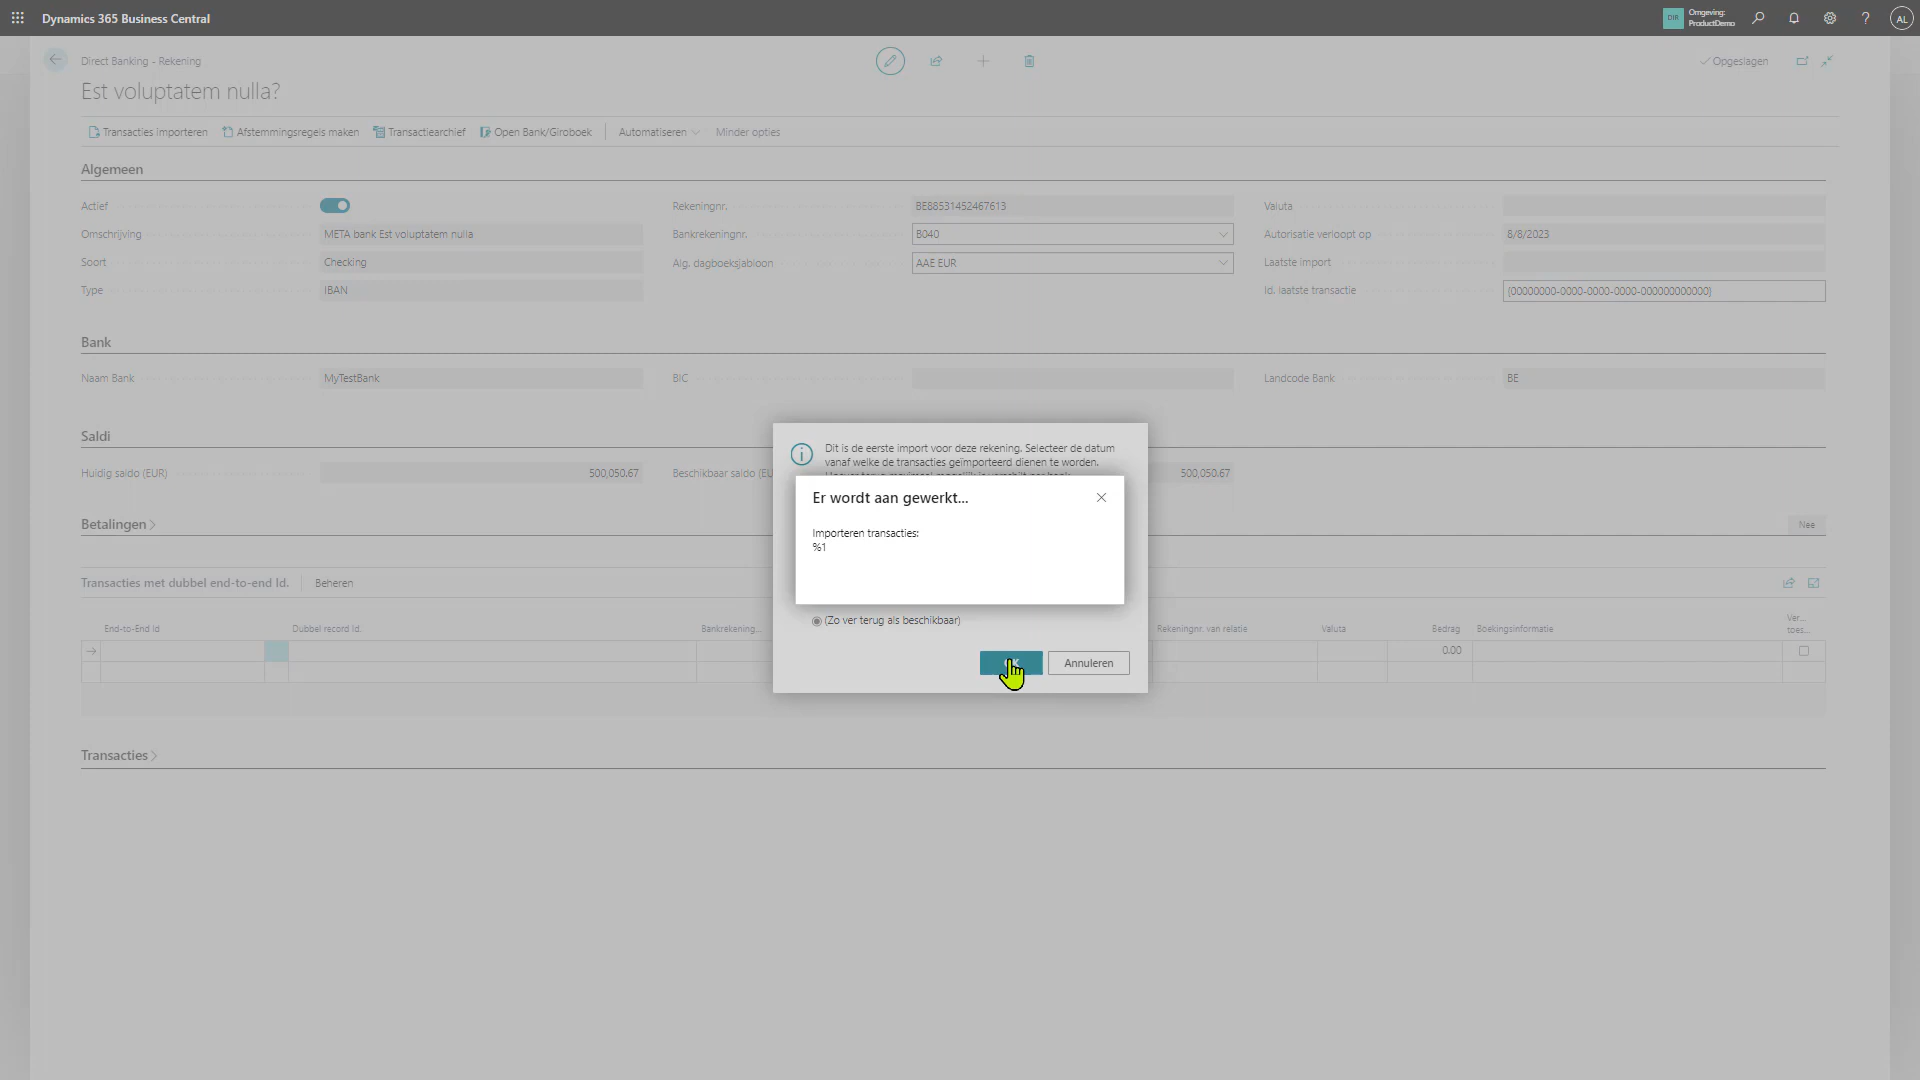 Dynamics 365 Business Central
DIR
Omgeving:
ProductDemo
?
AL
Direct Banking - Rekening
Opgeslagen
Est voluptatem nulla?
Transacties importeren
Afstemmingsregels maken
Transactiearchief
Open Bank/Giroboek
Automatiseren
Minder opties
Algemeen
Actief
Rekeningnr.
BE88531452467613
Valuta
Omschrijving
META bank Est voluptatem nulla
Bankrekeningnr.
B040
Autorisatie verloopt op
8/8/2023
Soort
Checking
Alg. dagboeksjabloon
AAE EUR
Laatste import
Type
IBAN
Id. laatste transactie
{00000000-0000-0000-0000-000000000000}
Bank
Naam Bank
MyTestBank
BIC
Landcode Bank
BE
Saldi
Huidig saldo (EUR)
500,050.67
Beschikbaar saldo (EU
500,050.67
Dit is de eerste import voor deze rekening. Selecteer de datum
vanaf welke de transacties geïmporteerd dienen te worden.
Er wordt aan gewerkt...
Importeren transacties:
%1
(Zo ver terug als beschikbaar)
Annuleren
Betalingen
Nee
Transacties met dubbel end-to-end Id.
Beheren
End-to-End Id
Dubbel record Id.
Bankrekening...
Rekeningnr. van relatie
Valuta
Bedrag
Boekingsinformatie
Ver...
toes...
0.00
Transacties